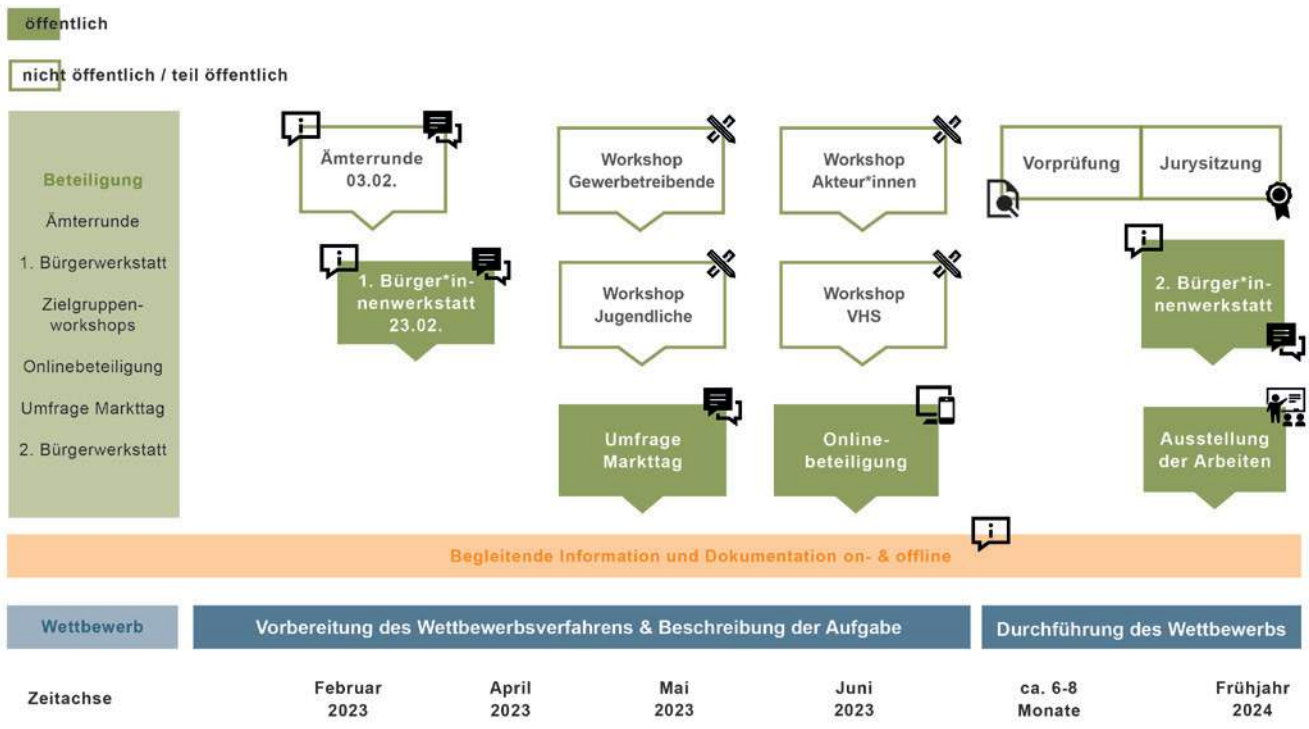 öffentlich
nicht öffentlich / teil öffentlich
Beteiligung
Ämterrunde
1. Bürgerwerkstatt
Zielgruppen-
workshops
Onlinebeteiligung
Umfrage Markttag
2. Bürgerwerkstatt
Ämterrunde
03.02.
1. Bürger*in-
nenwerkstatt
23.02.
Workshop
Gewerbetreibende
Workshop
Jugendliche
Umfrage
Markttag
Workshop
Akteur*innen
Workshop
VHS
Online-
beteiligung
Vorprüfung
Jurysitzung
2. Bürger*in-
nenwerkstatt
Ausstellung
der Arbeiten
Begleitende Information und Dokumentation on- & offline
Wettbewerb
Vorbereitung des Wettbewerbsverfahrens & Beschreibung der Aufgabe
Durchführung des Wettbewerbs
Zeitachse
Februar
2023
April
2023
Mai
2023
Juni
2023
ca. 6-8
Monate
Frühjahr
2024